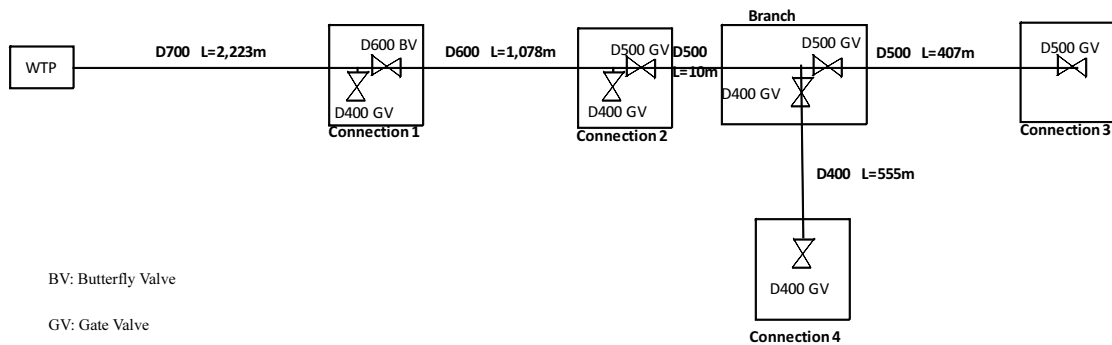 Branch
D600 BV
D700 L=2,223m
D600 L=1,078m
D500 GV
D500
D500 GV
D500 L=407m
D500 GV
WTP
L=10m
D400 GV
D400 GV
D400 GV
Connection 1
Connection 2
Connection 3
D400 L=555m
BV: Butterfly Valve
D400 GV
GV: Gate Valve
Connection 4